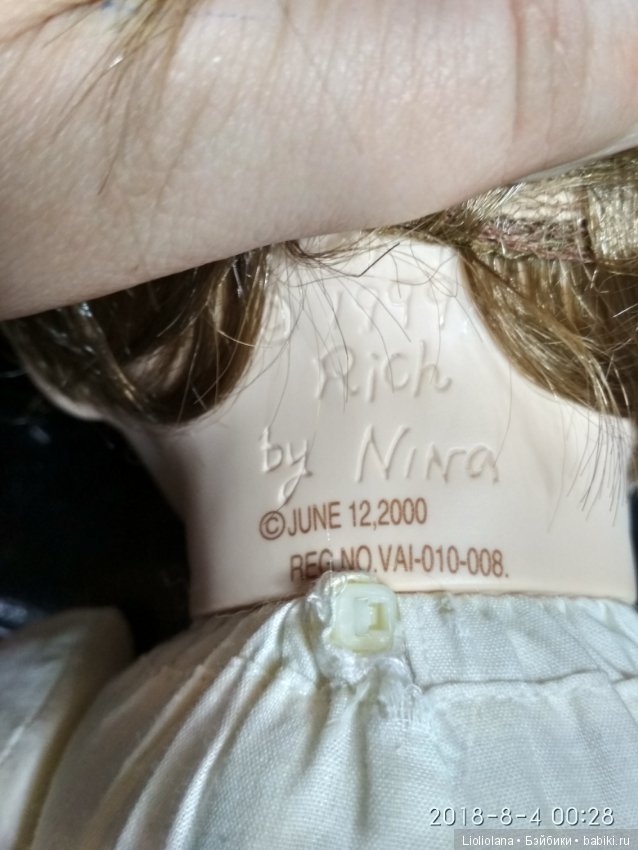 © 1999
Rich
by Nina
©JUNE 12,2000
REG.NO.VAI-010-008.
2018-8-4 00:28
Lioliolana • Бэйбики • babiki.ru